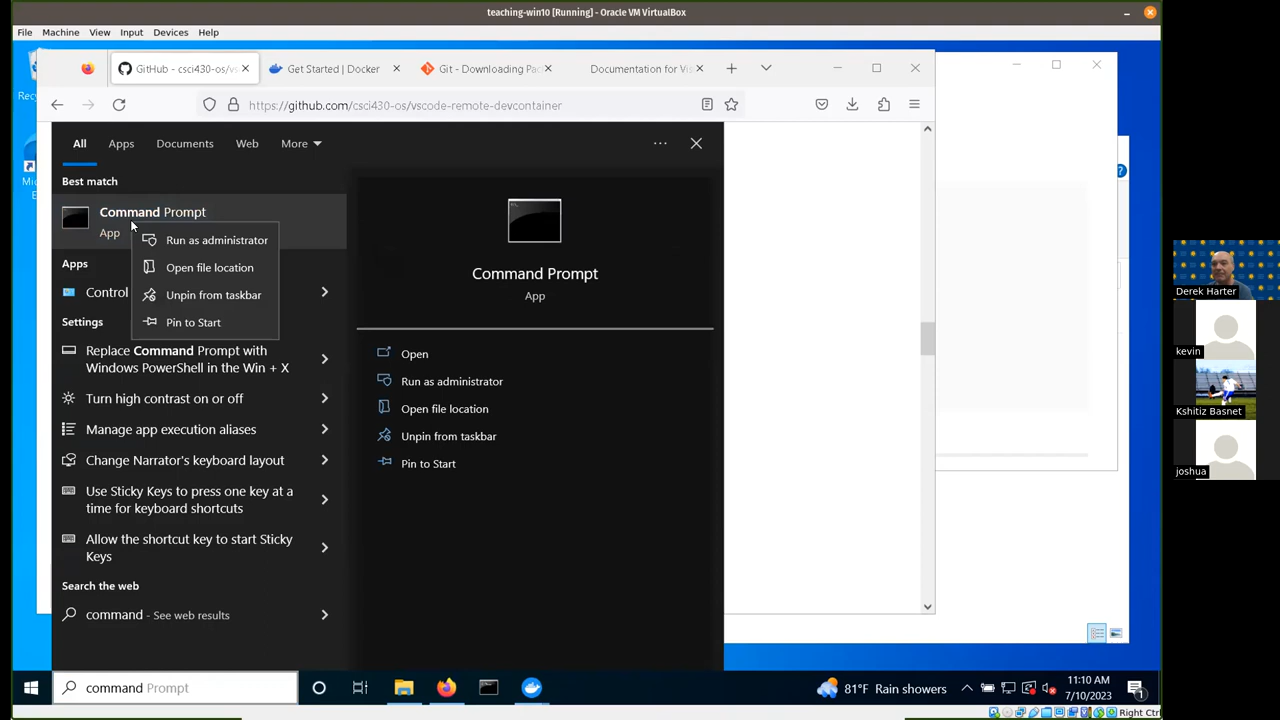 teaching-win10 [Running] - Oracle VM VirtualBox
File Machine View Input Devices Help
GitHub - csci430-os/vs
Get Started | Docker
Git - Downloading Pac
Documentation for Vis
https://github.com/csci430-os/vscode-remote-devcontainer
All Apps Documents Web More
Best match
Command Prompt
App
Run as administrator
Open file location
Unpin from taskbar
Pin to Start
Apps
Control
Settings
Replace Command Prompt with
Windows PowerShell in the Win + X
Turn high contrast on or off
Manage app execution aliases
Change Narrator's keyboard layout
Use Sticky Keys to press one key at a
time for keyboard shortcuts
Allow the shortcut key to start Sticky
Keys
Search the web
command - See web results
Command Prompt
App
Open
Run as administrator
Open file location
Unpin from taskbar
Pin to Start
command Prompt
81°F Rain showers
11:10 AM
7/10/2023
1
Right Ctrl
Derek Harter
kevin
Kshitiz Basnet
joshua